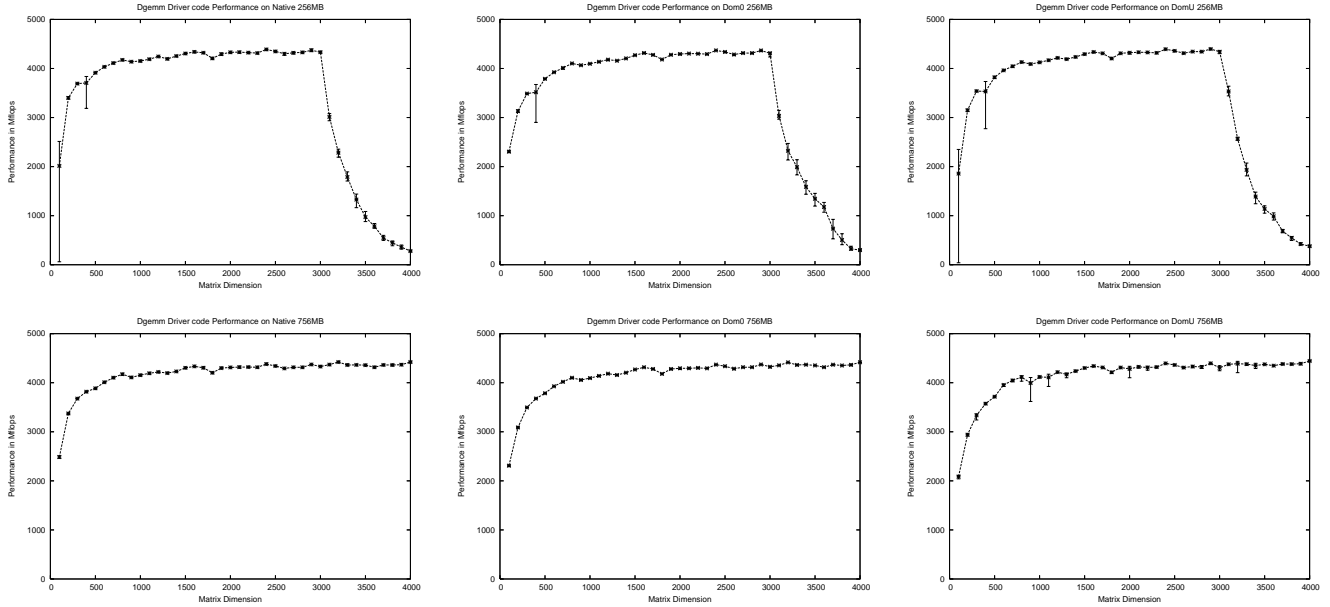 Dgemm Driver code Performance on Native 256MB
Performance in Mflops
5000
4000
3000
2000
1000
0
500 1000 1500 2000 2500 3000 3500 4000
Matrix Dimension
Dgemm Driver code Performance on Dom0 256MB
Performance in Mflops
5000
4000
3000
2000
1000
0
0 500 1000 1500 2000 2500 3000 3500 4000
Matrix Dimension
Dgemm Driver code Performance on DomU 256MB
Performance in Mflops
5000
4000
3000
2000
1000
0
500 1000 1500 2000 2500 3000 3500 4000
Matrix Dimension
Dgemm Driver code Performance on Native 756MB
Performance in Mflops
5000
4000
3000
2000
1000
0
0 500 1000 1500 2000 2500 3000 3500 4000
Matrix Dimension
Dgemm Driver code Performance on Dom0 756MB
Performance in Mflops
5000
4000
3000
2000
1000
0
0 500 1000 1500 2000 2500 3000 3500 4000
Matrix Dimension
Dgemm Driver code Performance on DomU 756MB
Performance in Mflops
5000
4000
3000
2000
1000
0
0 500 1000 1500 2000 2500 3000 3500 4000
Matrix Dimension